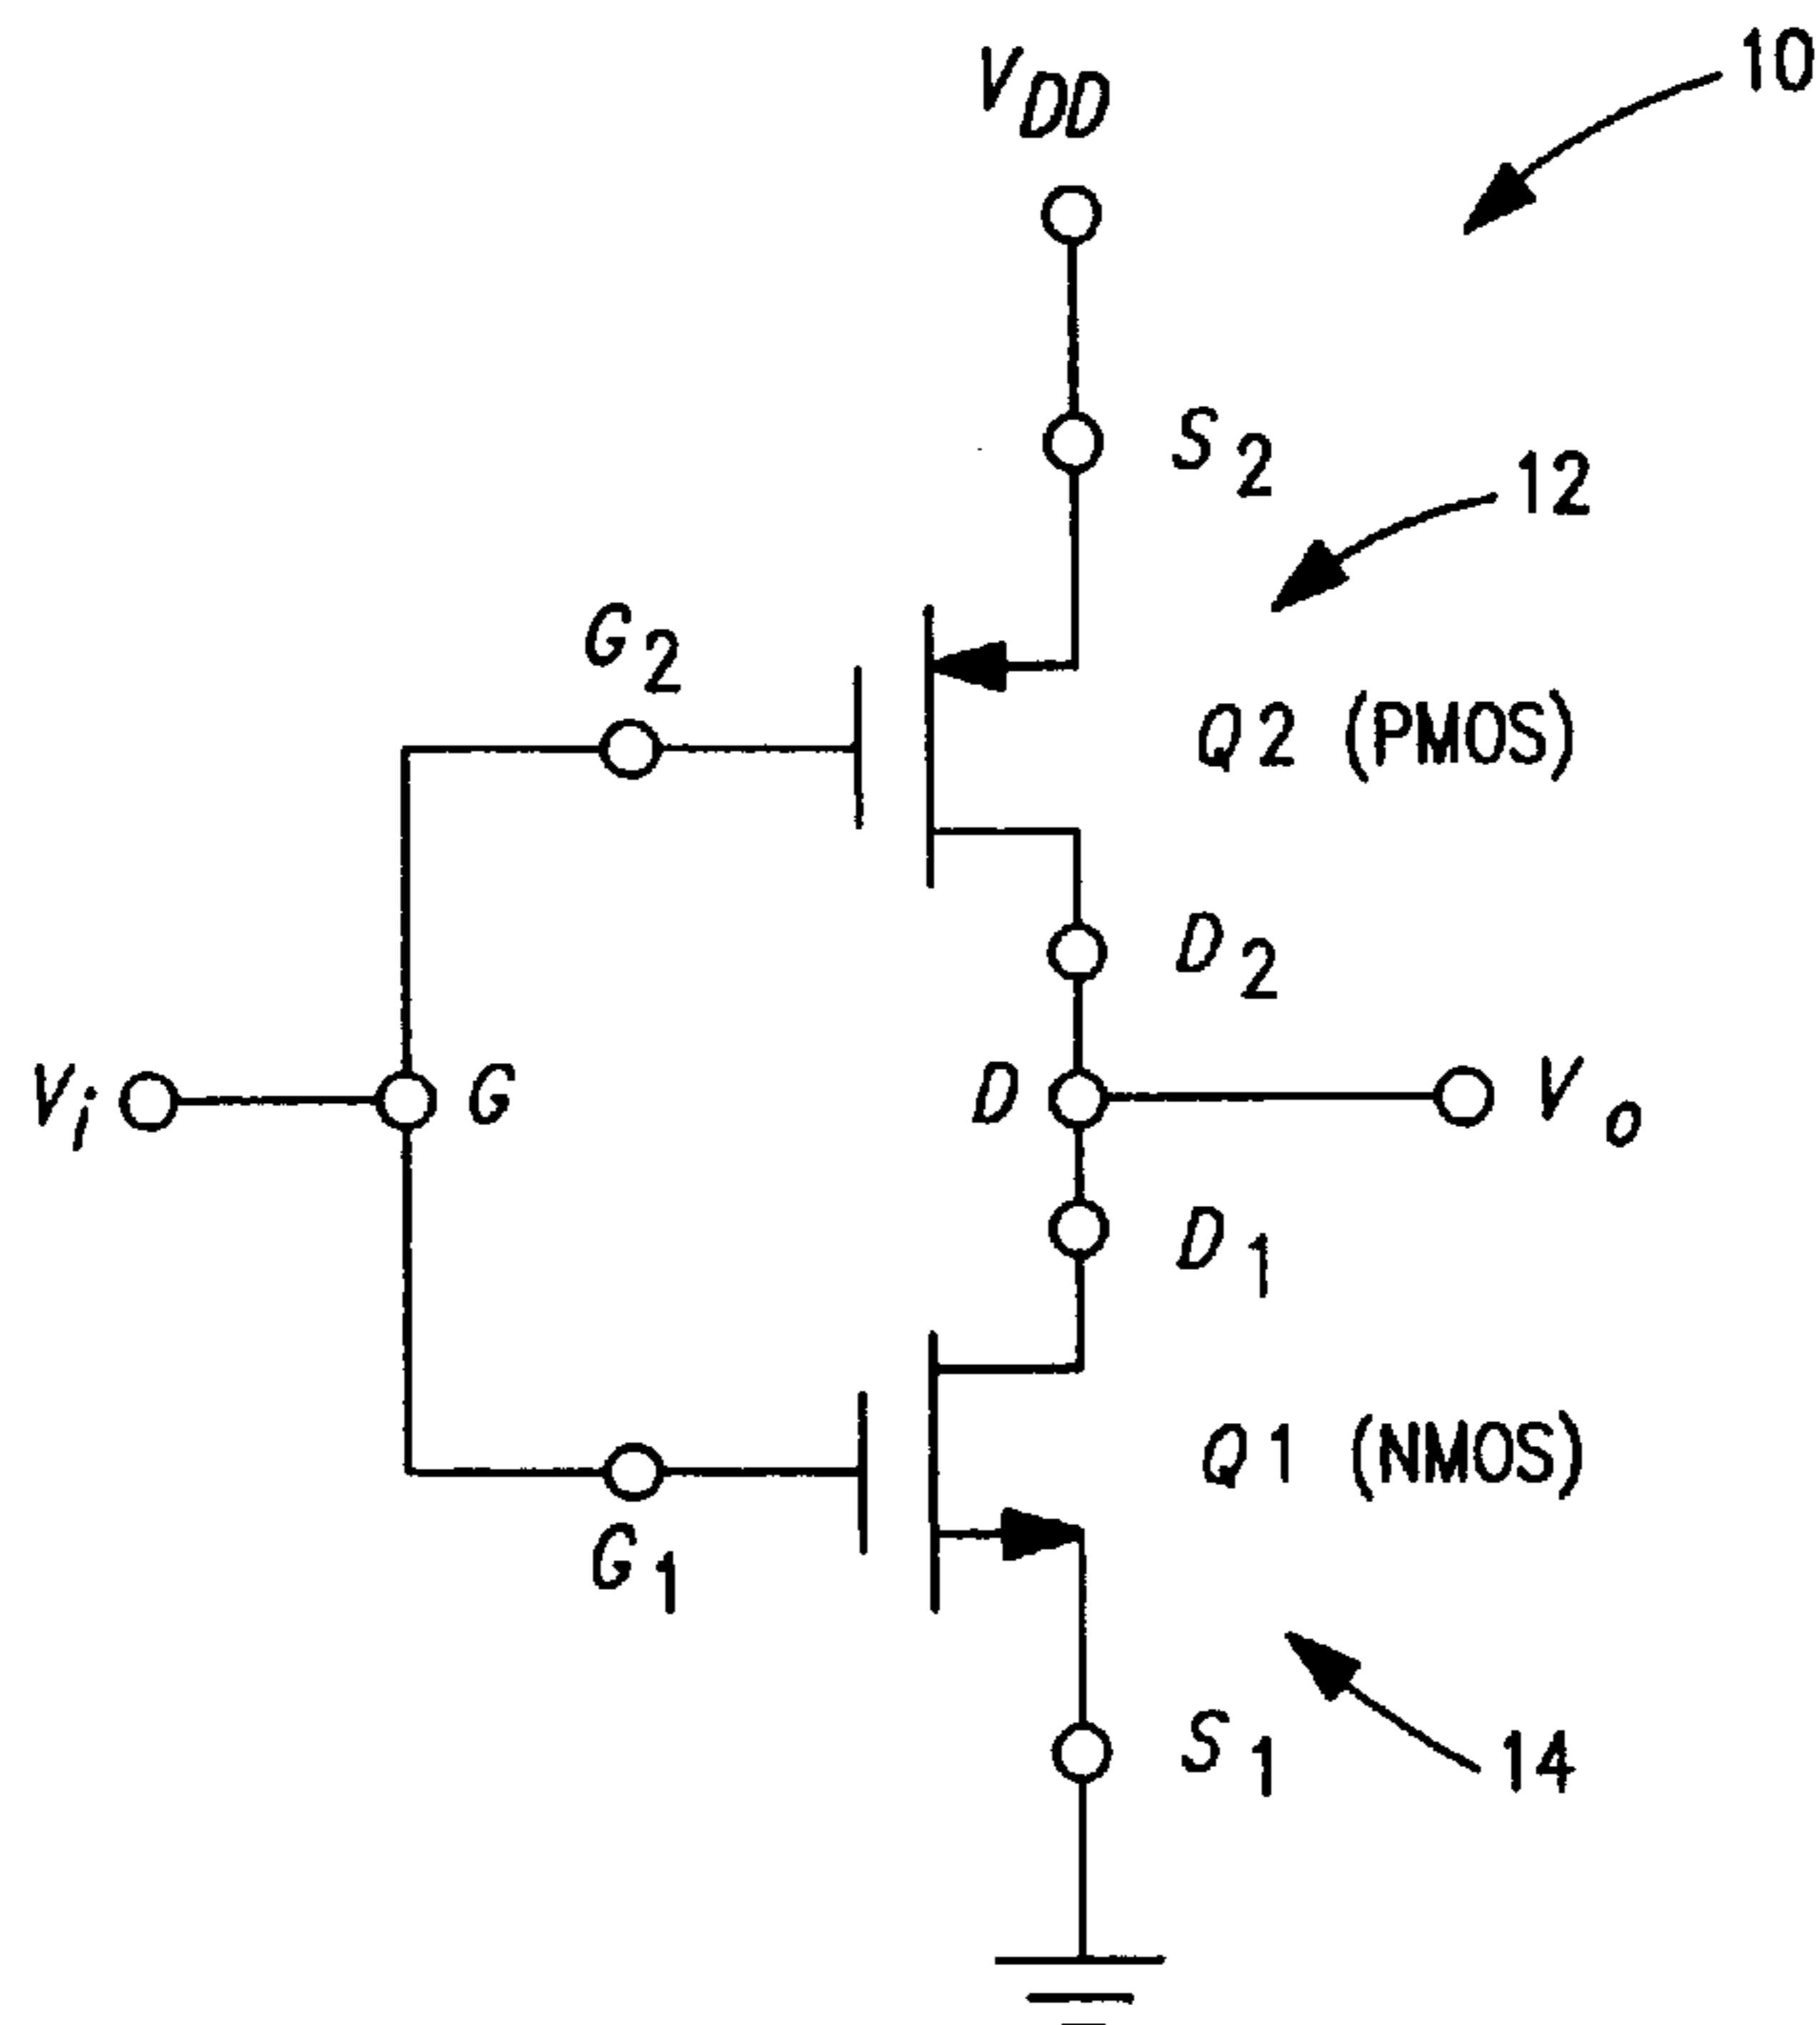 10
VDD
S2
12
G2
Q2 (PMOS)
D2
Vi
G
D
Vo
D1
Q1 (NMOS)
G1
S1
14